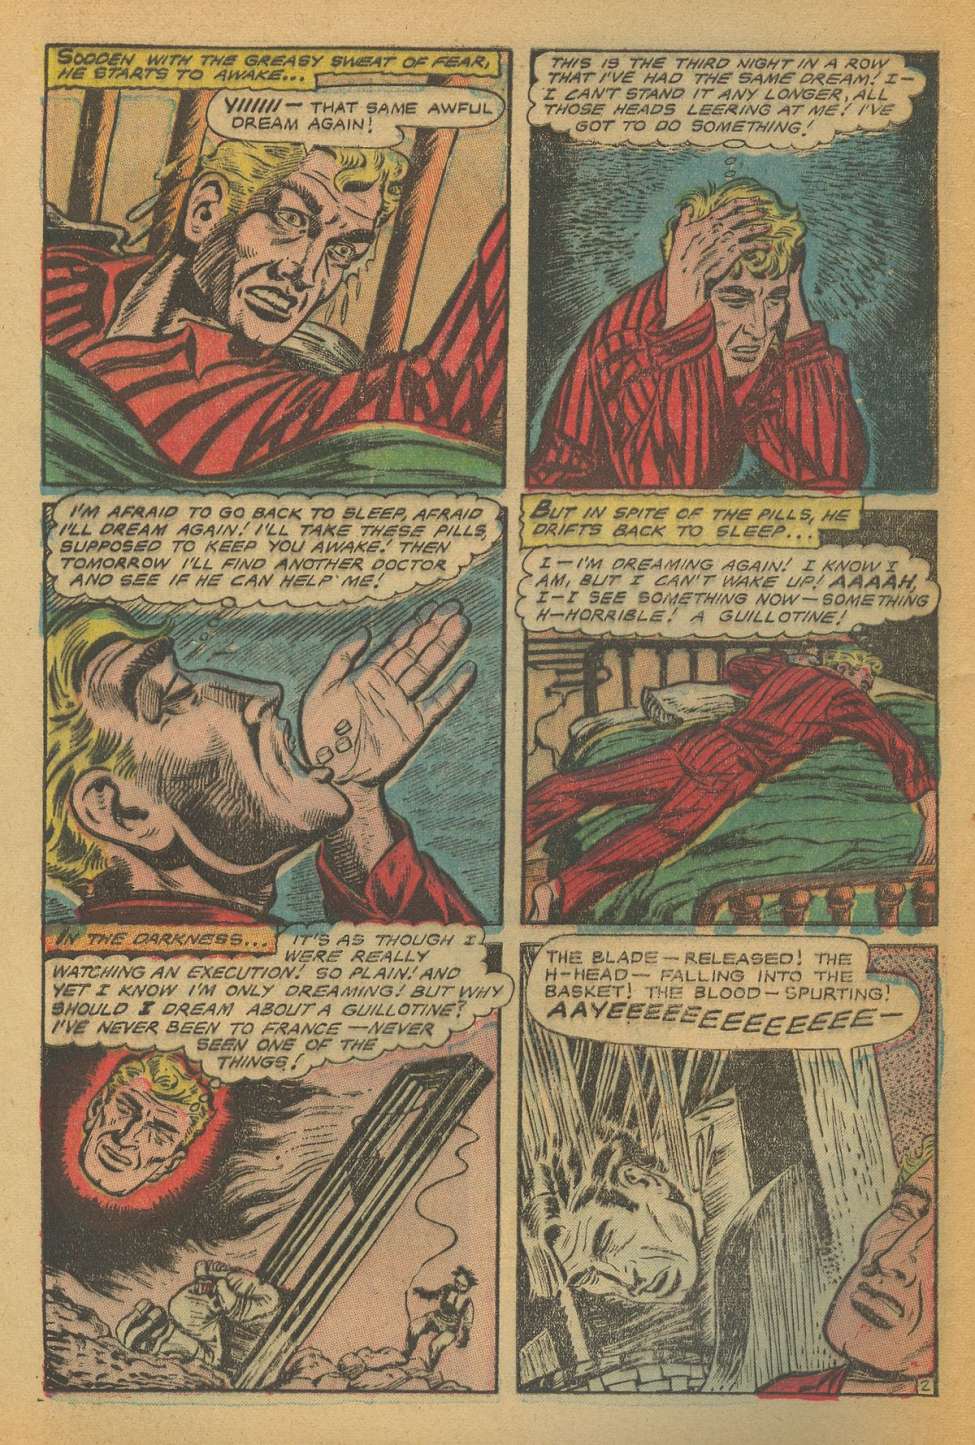 SODDEN WITH THE GREASY SWEAT OF FEAR,
HE STARTS TO AWAKE...
YIIIIII— THAT SAME AWFUL
DREAM AGAIN!
THIS IS THE THIRD NIGHT IN A ROW
THAT I'VE HAD THE SAME DREAM! I—
I CAN'T STAND IT ANY LONGER, ALL
THOSE HEADS LEERING AT ME! I'VE
GOT TO DO SOMETHING!
I'M AFRAID TO GO BACK TO SLEEP, AFRAID
I'LL DREAM AGAIN! I'LL TAKE THESE PILLS,
SUPPOSED TO KEEP YOU AWAKE! THEN
TOMORROW I'LL FIND ANOTHER DOCTOR
AND SEE IF HE CAN HELP ME!
BUT IN SPITE OF THE PILLS, HE
DRIFTS BACK TO SLEEP...
I—I'M DREAMING AGAIN! I KNOW I
AM, BUT I CAN'T WAKE UP! AAAAH,
I—I SEE SOMETHING NOW—SOMETHING
H—HORRIBLE! A GUILLOTINE!
IN THE DARKNESS...
IT'S AS THOUGH I
WERE REALLY
WATCHING AN EXECUTION! SO PLAIN! AND
YET I KNOW I'M ONLY DREAMING! BUT WHY
SHOULD I DREAM ABOUT A GUILLOTINE?
I'VE NEVER BEEN TO FRANCE—NEVER
SEEN ONE OF THE
THINGS!
THE BLADE—RELEASED! THE
H-HEAD— FALLING INTO THE
BASKET! THE BLOOD—SPURTING!
AAYEEEEEEEEEEEEEE—
2